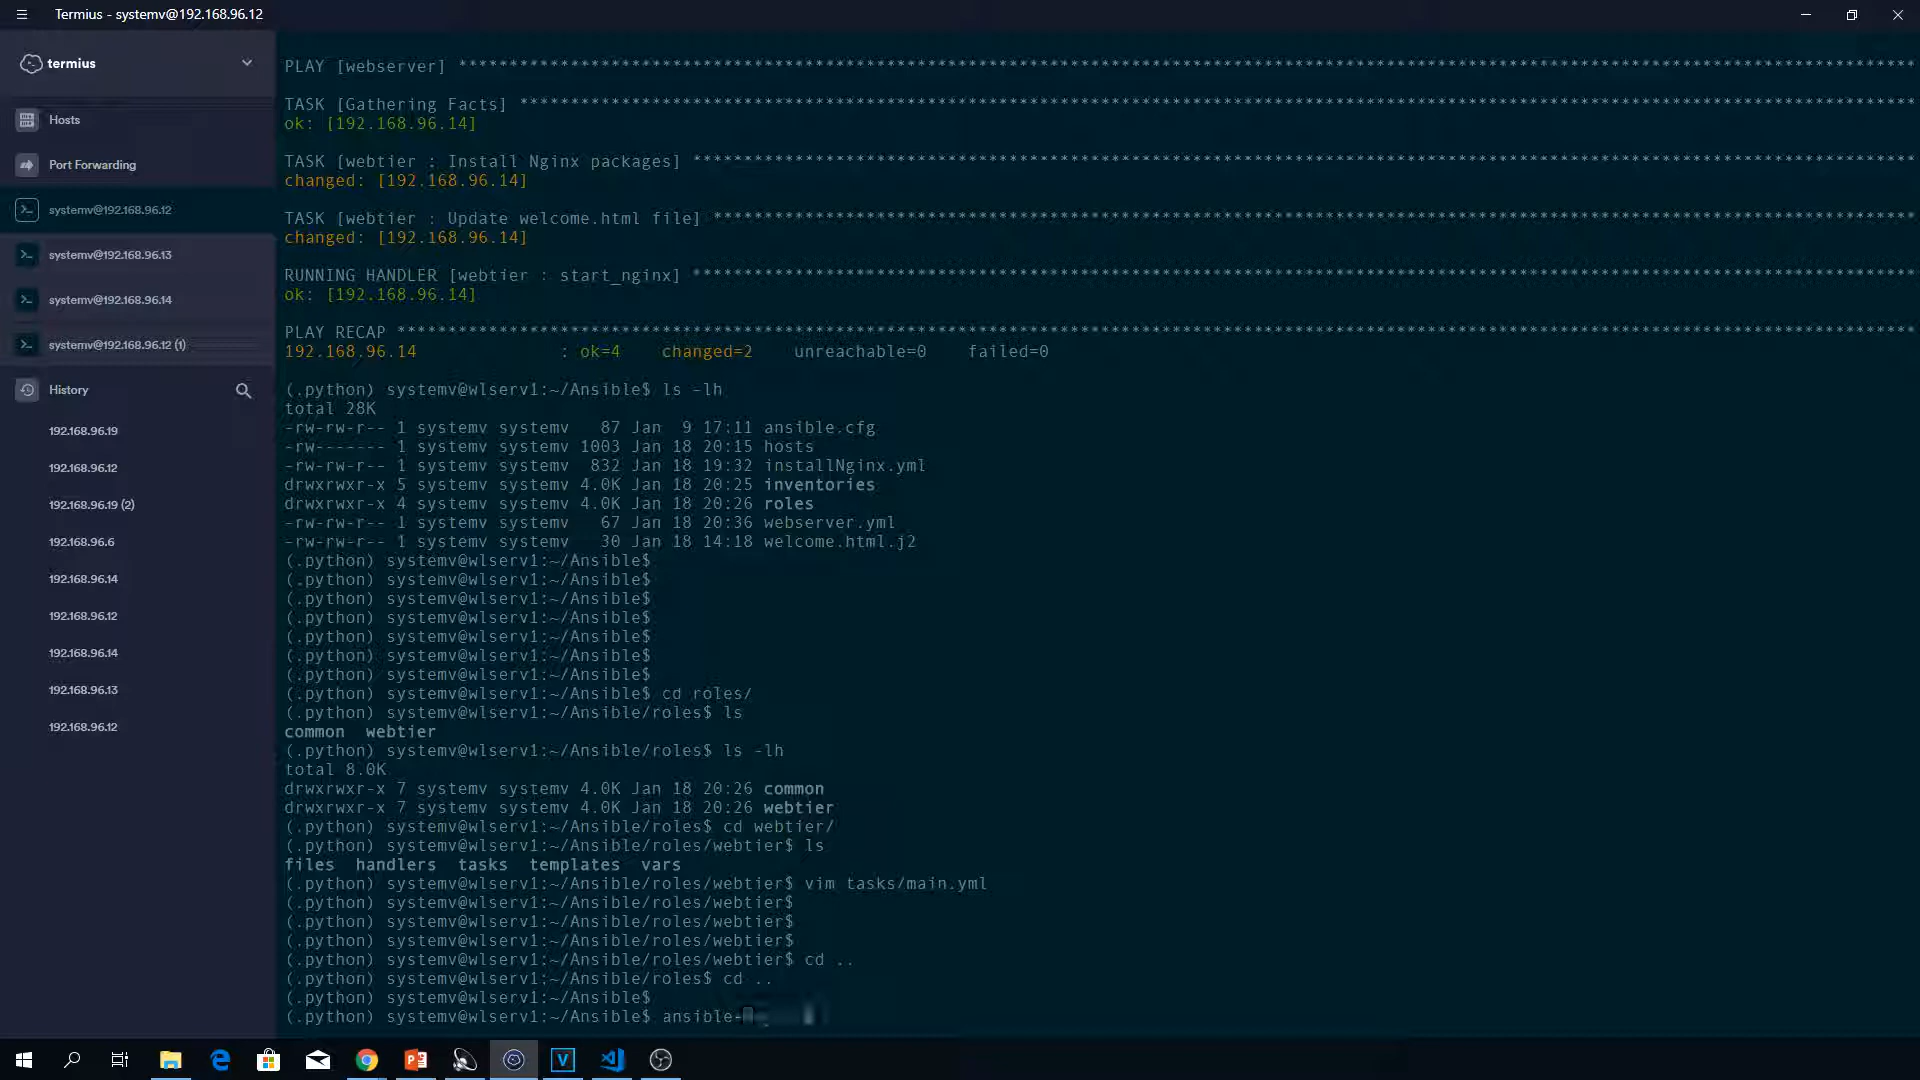 Termius - systemv@192.168.96.12
termius
Hosts
Port Forwarding
systemv@192.168.96.12
systemv@192.168.96.13
systemv@192.168.96.14
systemv@192.168.96.12 (1)
History
192.168.96.19
192.168.96.12
192.168.96.19 (2)
192.168.96.6
192.168.96.14
192.168.96.12
192.168.96.14
192.168.96.13
192.168.96.12
PLAY [webserver] ****************************************************************************************************
TASK [Gathering Facts] ****************************************************************************************************
ok: [192.168.96.14]
TASK [webtier : Install Nginx packages] ****************************************************************************************************
changed: [192.168.96.14]
TASK [webtier : Update welcome.html file] ****************************************************************************************************
changed: [192.168.96.14]
RUNNING HANDLER [webtier : start_nginx] ****************************************************************************************************
ok: [192.168.96.14]
PLAY RECAP ****************************************************************************************************
192.168.96.14 : ok=4 changed=2 unreachable=0 failed=0
(.python) systemv@wlserv1:~/Ansible$ ls -lh
total 28K
-rw-rw-r-- 1 systemv systemv 87 Jan 9 17:11 ansible.cfg
-rw------- 1 systemv systemv 1003 Jan 18 20:15 hosts
-rw-rw-r-- 1 systemv systemv 832 Jan 18 19:32 installNginx.yml
drwxrwxr-x 5 systemv systemv 4.0K Jan 18 20:25 inventories
drwxrwxr-x 4 systemv systemv 4.0K Jan 18 20:26 roles
-rw-rw-r-- 1 systemv systemv 67 Jan 18 20:36 webserver.yml
-rw-rw-r-- 1 systemv systemv 30 Jan 18 14:18 welcome.html.j2
(.python) systemv@wlserv1:~/Ansible$
(.python) systemv@wlserv1:~/Ansible$
(.python) systemv@wlserv1:~/Ansible$
(.python) systemv@wlserv1:~/Ansible$
(.python) systemv@wlserv1:~/Ansible$
(.python) systemv@wlserv1:~/Ansible$
(.python) systemv@wlserv1:~/Ansible$
(.python) systemv@wlserv1:~/Ansible$ cd roles/
(.python) systemv@wlserv1:~/Ansible/roles$ ls
common webtier
(.python) systemv@wlserv1:~/Ansible/roles$ ls -lh
total 8.0K
drwxrwxr-x 7 systemv systemv 4.0K Jan 18 20:26 common
drwxrwxr-x 7 systemv systemv 4.0K Jan 18 20:26 webtier
(.python) systemv@wlserv1:~/Ansible/roles$ cd webtier/
(.python) systemv@wlserv1:~/Ansible/roles/webtier$ ls
files handlers tasks templates vars
(.python) systemv@wlserv1:~/Ansible/roles/webtier$ vim tasks/main.yml
(.python) systemv@wlserv1:~/Ansible/roles/webtier$
(.python) systemv@wlserv1:~/Ansible/roles/webtier$
(.python) systemv@wlserv1:~/Ansible/roles/webtier$
(.python) systemv@wlserv1:~/Ansible/roles/webtier$ cd ..
(.python) systemv@wlserv1:~/Ansible/roles$ cd ..
(.python) systemv@wlserv1:~/Ansible$
(.python) systemv@wlserv1:~/Ansible$ ansible-